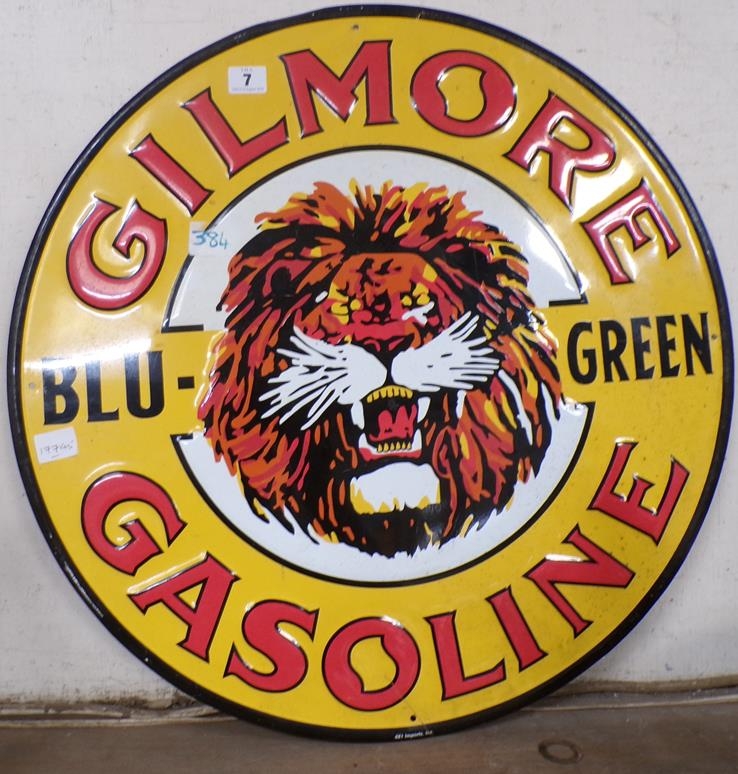 GILMORE
7
384
BLU-GREEN
GASOLINE